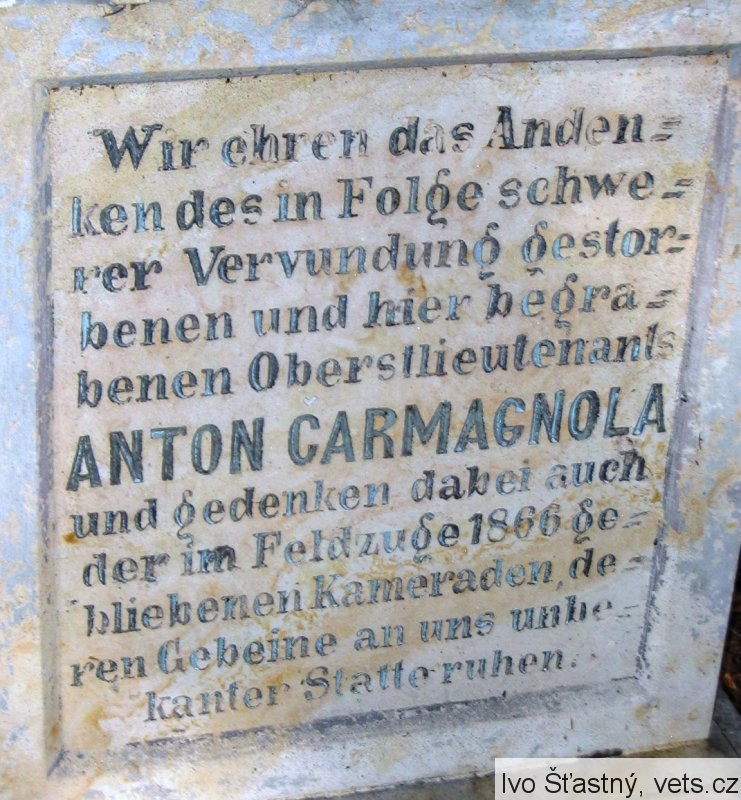 Wir ehren das Anden=
ken des in Folge schwe=
rer Vervundung gestor=
benen und hier begra=
benen Oberstlieutenants
ANTON CARMAGNOLA
und gedenken dabei auch
der im Feldzuge 1866 ge=
bliebenen Kameraden, de=
ren Gebeine an uns unbe=
kanter Statte ruhen.
Ivo Šťastný, vets.cz